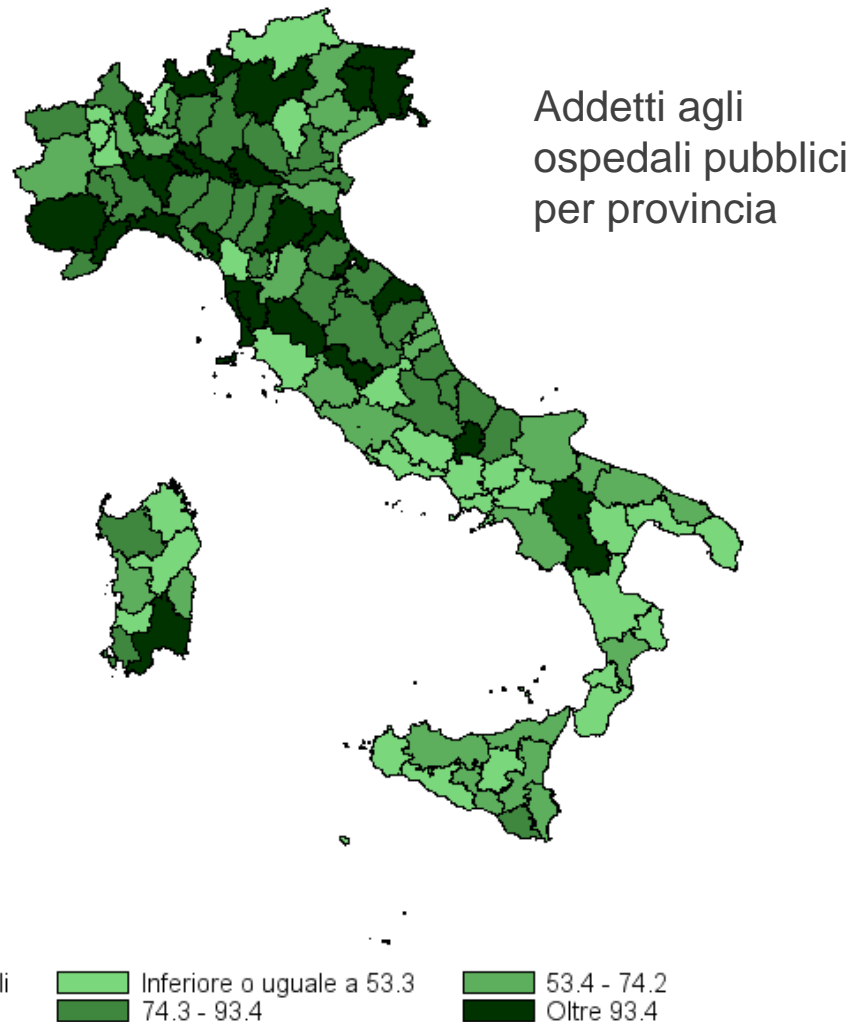 Addetti agli
ospedali pubblici
per provincia
li Inferiore o uguale a 53.3 53.4 - 74.2
74.3 - 93.4 Oltre 93.4